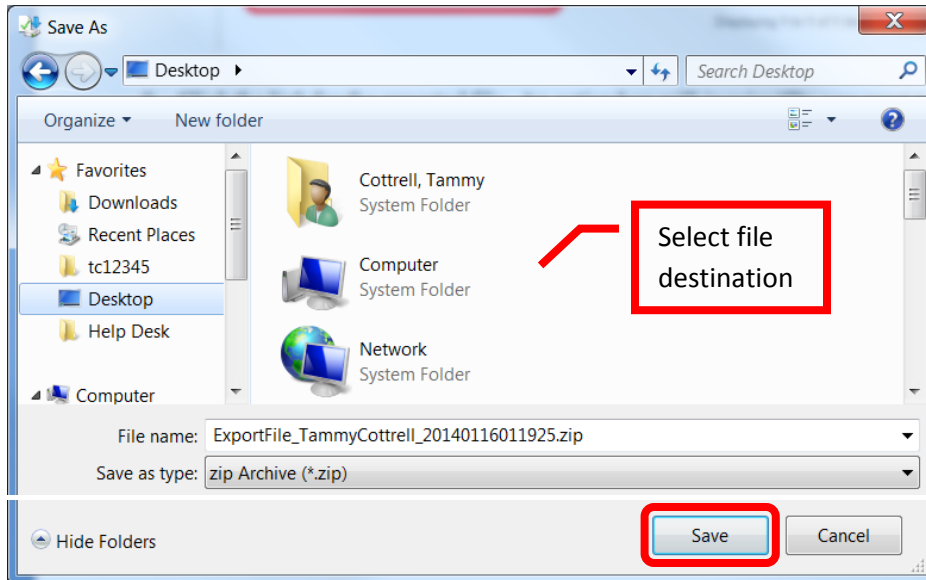 Save As
Desktop
Search Desktop
Organize
New folder
Favorites
Downloads
Recent Places
tc12345
Desktop
Help Desk
Computer
Cottrell, Tammy
System Folder
Computer
System Folder
Network
System Folder
Select file
destination
File name: ExportFile_TammyCottrell_20140116011925.zip
Save as type: zip Archive (*.zip)
Hide Folders
Save
Cancel